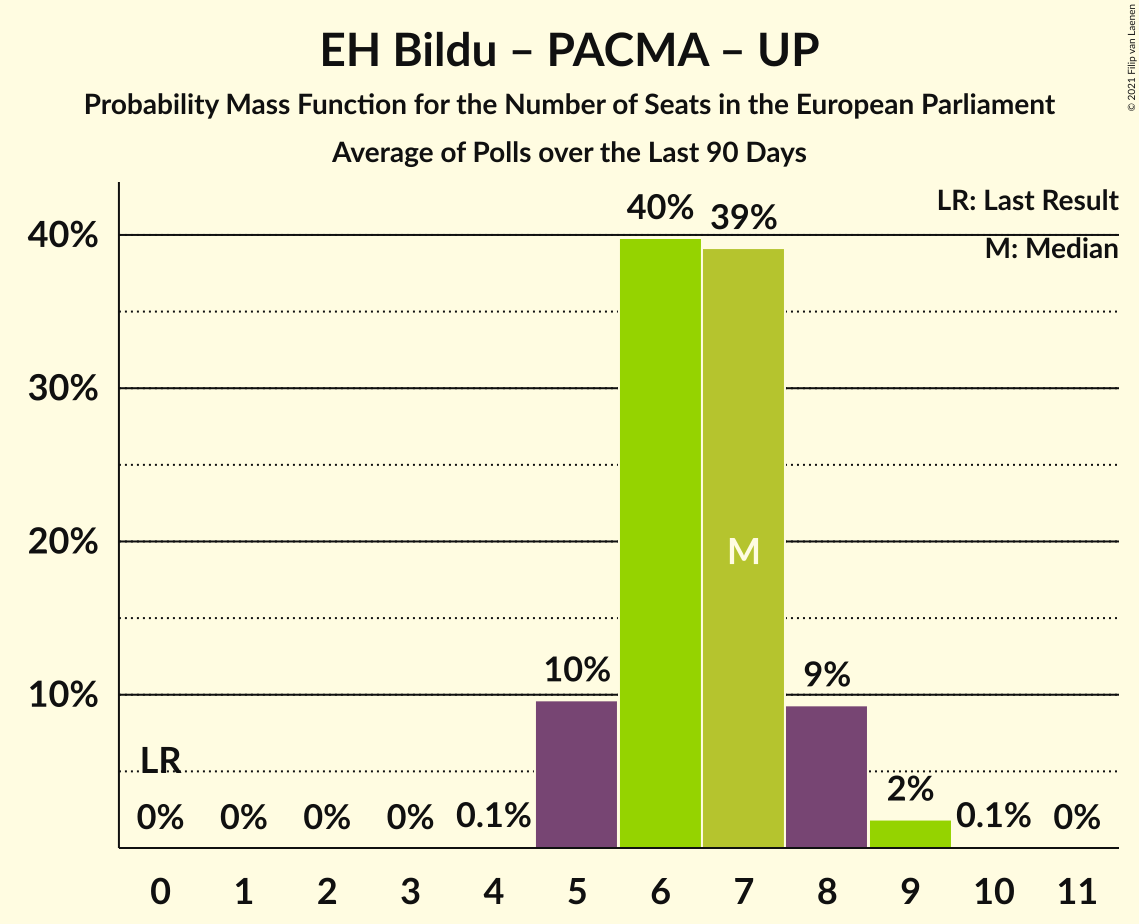 EH Bildu – PACMA – UP
Probability Mass Function for the Number of Seats in the European Parliament
Average of Polls over the Last 90 Days
© 2021 Filip van Laenen
LR: Last Result
M: Median
40%
30%
20%
10%
LR
0%
0%
0%
0%
0.1%
10%
40%
39%
M
9%
2%
0.1%
0%
0 1 2 3 4 5 6 7 8 9 10 11